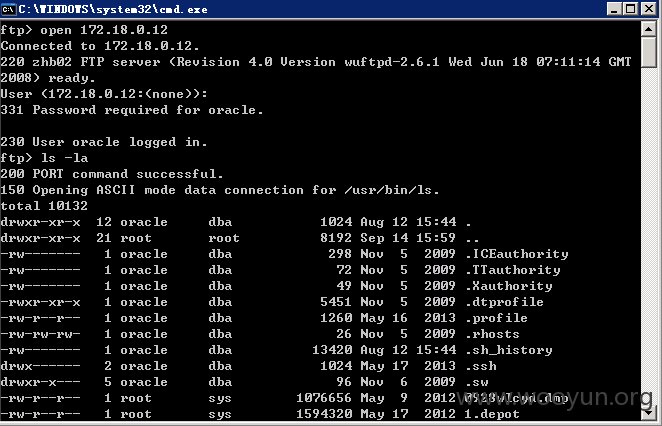 C:\WINDOWS\system32\cmd.exe
ftp> open 172.18.0.12
Connected to 172.18.0.12.
220 zhb02 FTP server (Revision 4.0 Version wuftpd-2.6.1 Wed Jun 18 07:11:14 GMT
2008) ready.
User (172.18.0.12:(none)):
331 Password required for oracle.
230 User oracle logged in.
ftp> ls -la
200 PORT command successful.
150 Opening ASCII mode data connection for /usr/bin/ls.
total 10132
drwxr-xr-x 12 oracle dba 1024 Aug 12 15:44 .
drwxr-xr-x 21 root root 8192 Sep 14 15:59 ..
-rw------- 1 oracle dba 298 Nov 5 2009 .ICEauthority
-rw------- 1 oracle dba 72 Nov 5 2009 .TTauthority
-rw------- 1 oracle dba 49 Nov 5 2009 .Xauthority
-rwxr-xr-x 1 oracle dba 5451 Nov 5 2009 .dtprofile
-rw-r--r-- 1 oracle dba 1260 May 16 2013 .profile
-rw-rw-rw- 1 oracle dba 26 Nov 5 2009 .rhosts
-rw------- 1 oracle dba 13420 Aug 12 15:44 .sh_history
drwx------ 2 oracle dba 1024 May 17 2013 .ssh
drwxr-x--- 5 oracle dba 96 Nov 6 2009 .sw
-rw-r--r-- 1 root sys 1076656 May 9 2012
-rw-r--r-- 1 root sys 1594320 May 17 2012 1.depot
www.wooyun.org